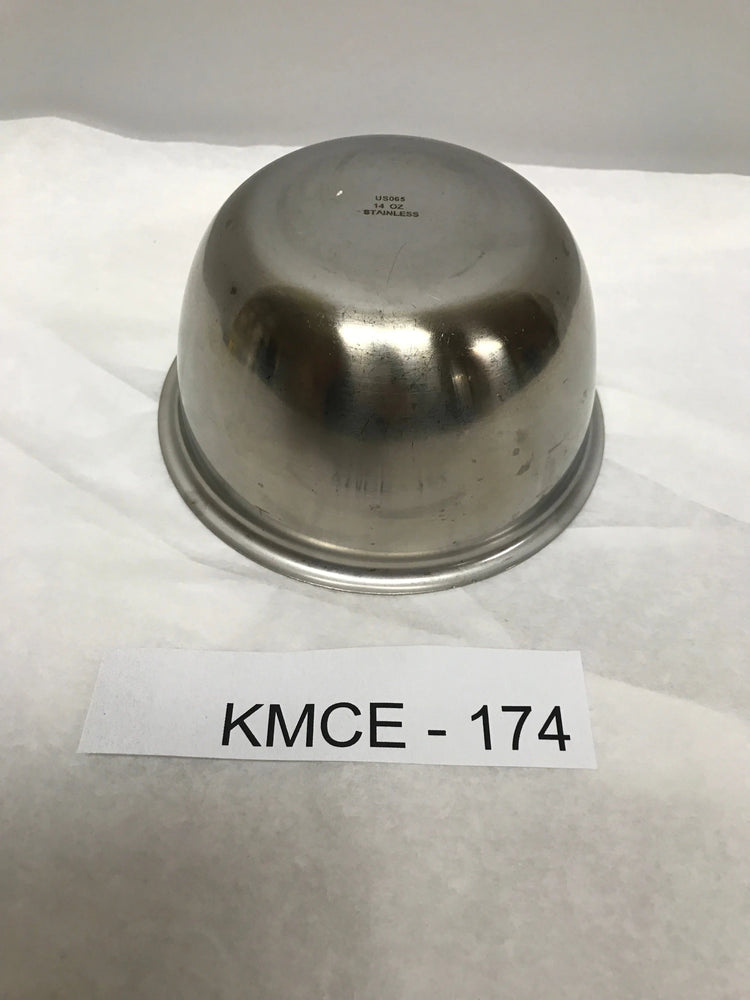 US065
14 OZ
STAINLESS
KMCE - 174